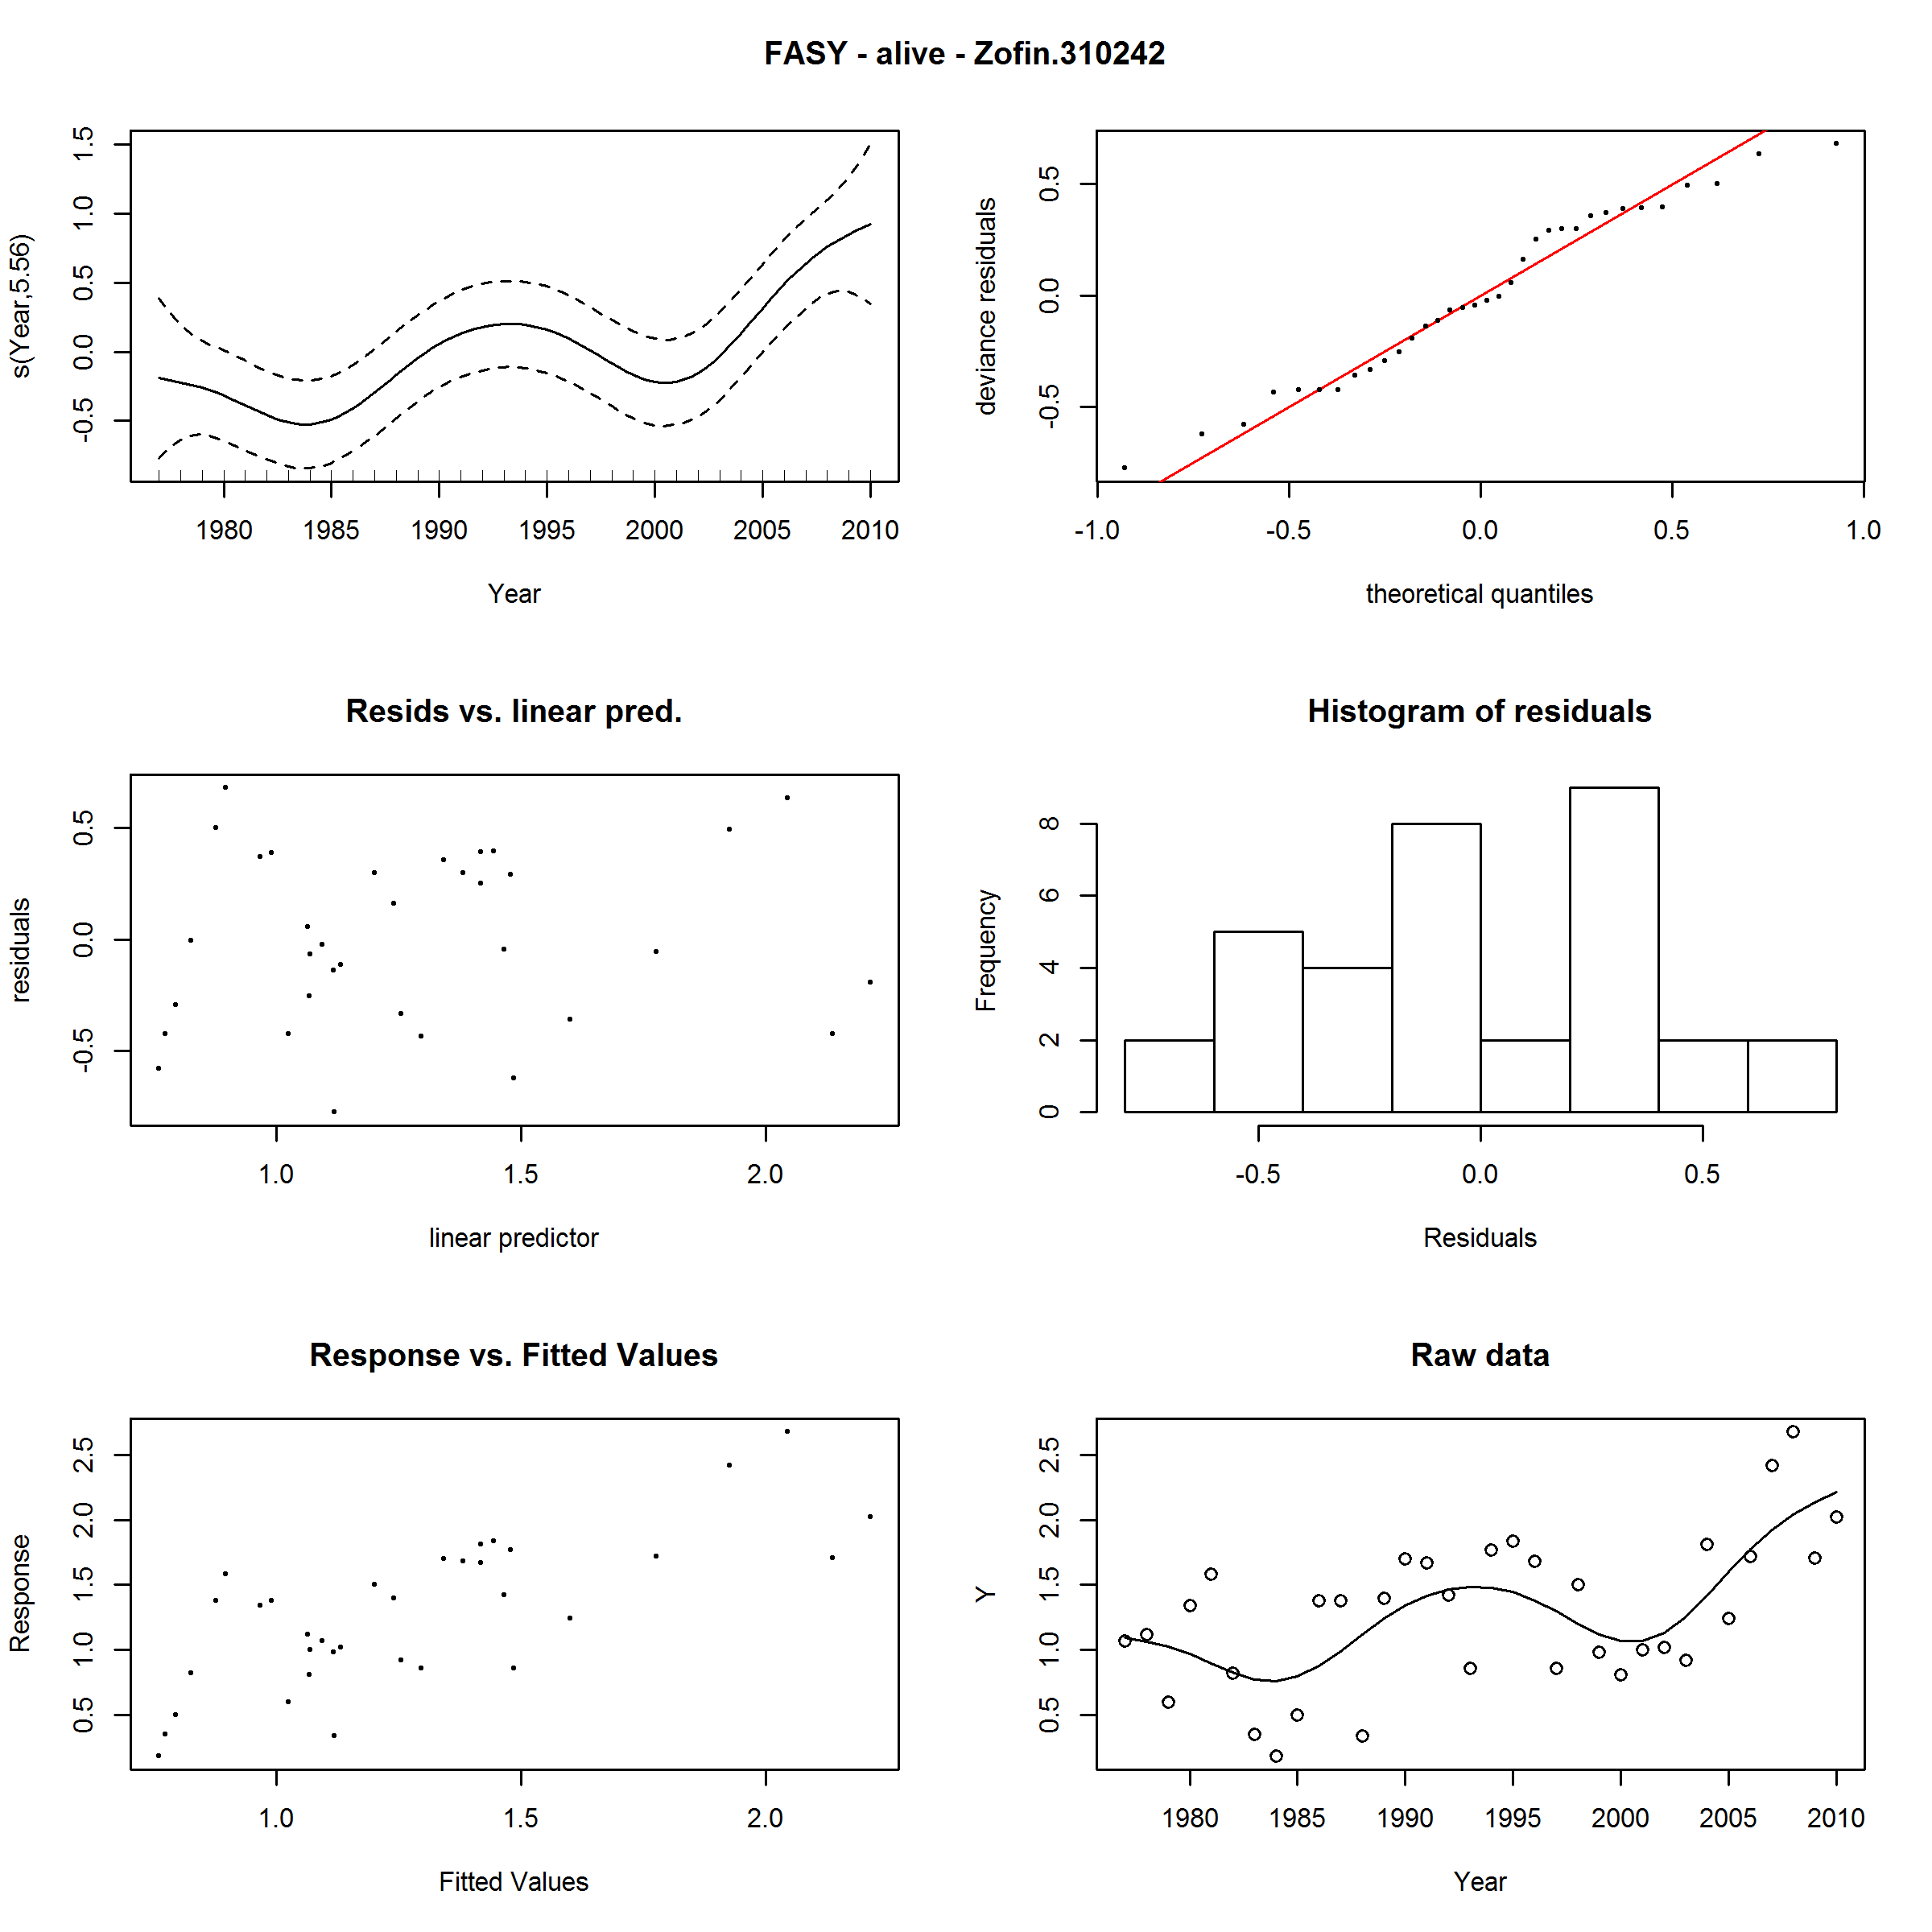 FASY - alive - Zofin.310242
s(Year,5.56)
1.5
1.0
0.5
0.0
-0.5
1980 1985 1990 1995 2000 2005 2010
Year
deviance residuals
0.5
0.0
-0.5
-1.0 -0.5 0.0 0.5 1.0
theoretical quantiles
Resids vs. linear pred.
residuals
0.5
0.0
-0.5
1.0 1.5 2.0
linear predictor
Histogram of residuals
Frequency
8
6
4
2
0
-0.5 0.0 0.5
Residuals
Response vs. Fitted Values
Response
2.5
2.0
1.5
1.0
0.5
1.0 1.5 2.0
Fitted Values
Raw data
Y
2.5
2.0
1.5
1.0
0.5
1980 1985 1990 1995 2000 2005 2010
Year